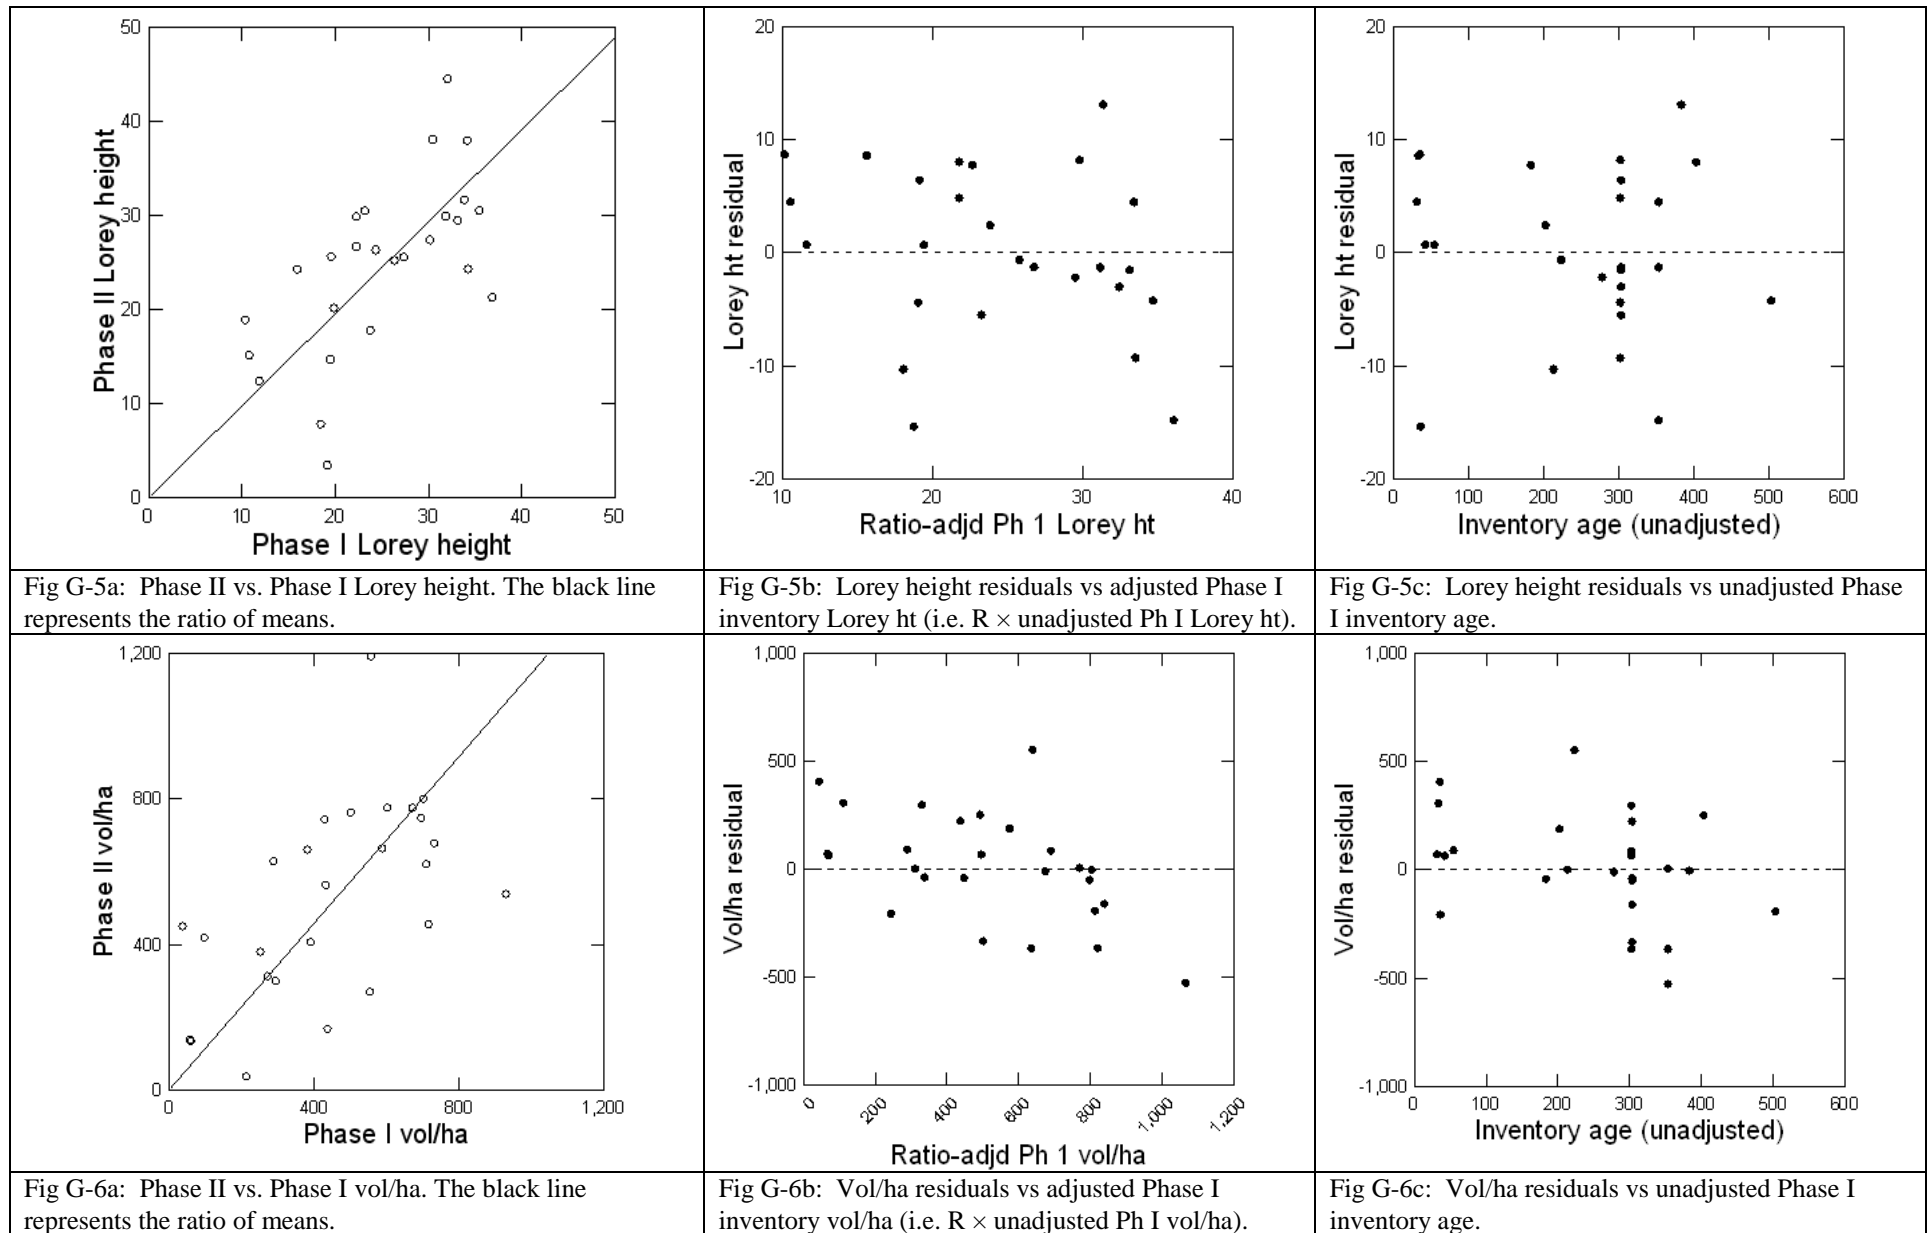 50
40
30
20
10
0
0 10 20 30 40 50
Phase II Lorey height
Phase I Lorey height
20
10
0
-10
-20
10 20 30 40
Lorey ht residual
Ratio-adjd Ph 1 Lorey ht
20
10
0
-10
-20
0 100 200 300 400 500 600
Lorey ht residual
Inventory age (unadjusted)
Fig G-5a: Phase II vs. Phase I Lorey height. The black line
represents the ratio of means.
Fig G-5b: Lorey height residuals vs adjusted Phase I
inventory Lorey ht (i.e. R × unadjusted Ph I Lorey ht).
Fig G-5c: Lorey height residuals vs unadjusted Phase
I inventory age.
1,200
800
400
0
0 400 800 1,200
Phase II vol/ha
Phase I vol/ha
1,000
500
0
-500
-1,000
0 200 400 600 800 1,000 1,200
Vol/ha residual
Ratio-adjd Ph 1 vol/ha
1,000
500
0
-500
-1,000
0 100 200 300 400 500 600
Vol/ha residual
Inventory age (unadjusted)
Fig G-6a: Phase II vs. Phase I vol/ha. The black line
represents the ratio of means.
Fig G-6b: Vol/ha residuals vs adjusted Phase I
inventory vol/ha (i.e. R × unadjusted Ph I vol/ha).
Fig G-6c: Vol/ha residuals vs unadjusted Phase I
inventory age.